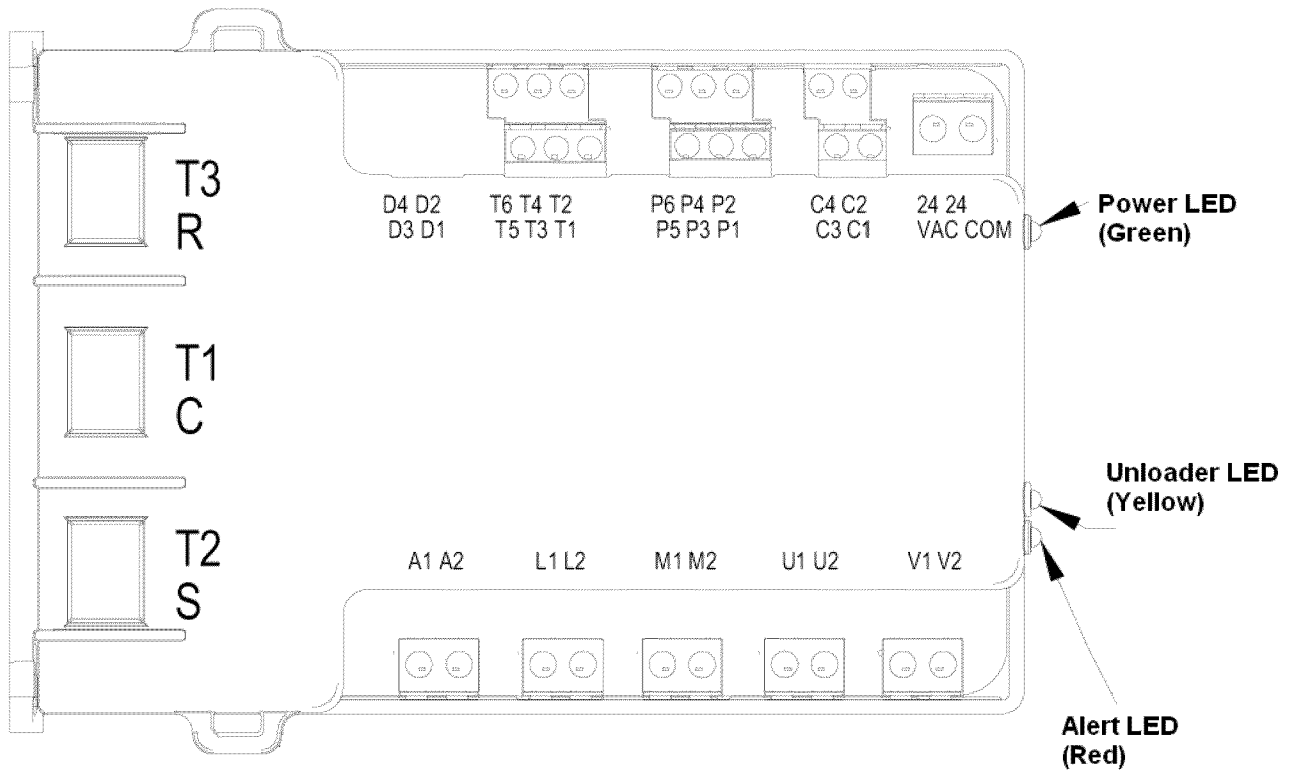 T3
R
D4 D2 T6 T4 T2 P6 P4 P2 C4 C2 24 24
D3 D1 T5 T3 T1 P5 P3 P1 C3 C1 VAC COM
Power LED
(Green)
T1
C
Unloader LED
(Yellow)
T2
S
A1 A2 L1 L2 M1 M2 U1 U2 V1 V2
Alert LED
(Red)